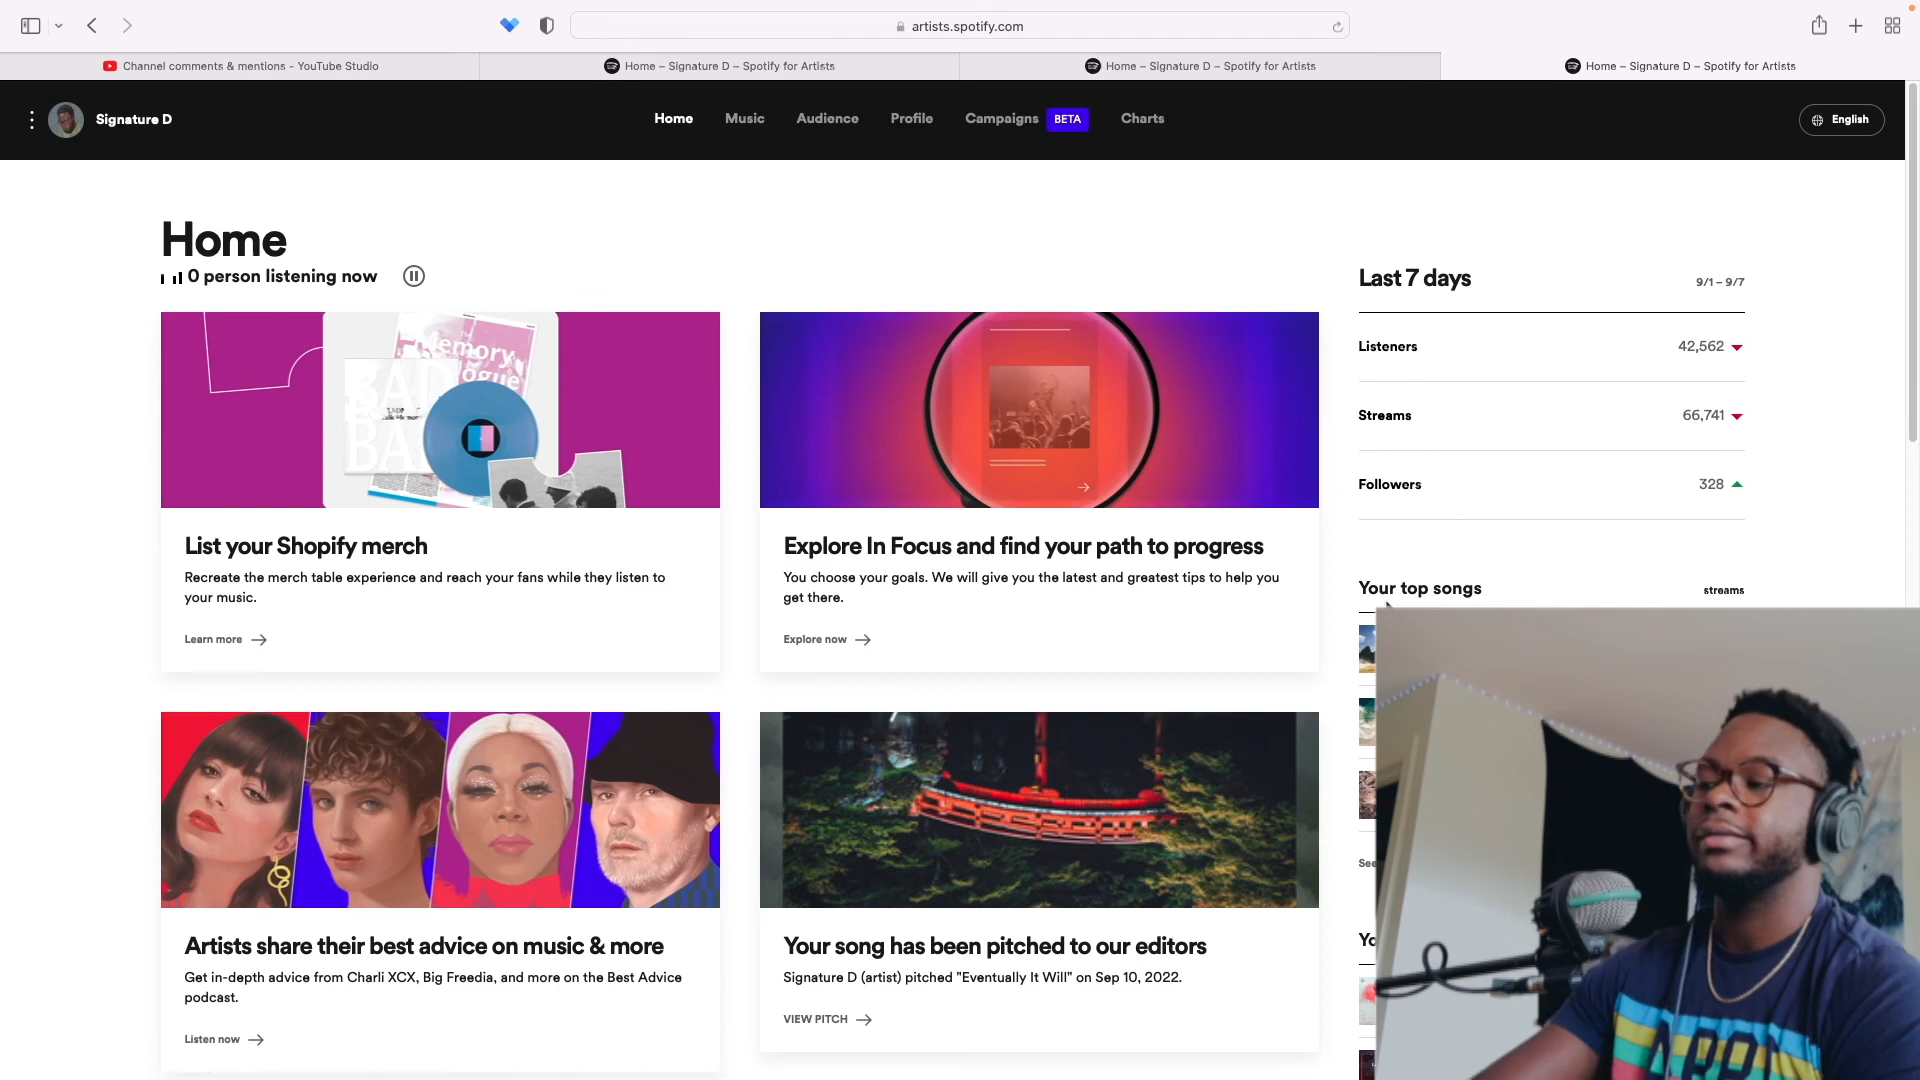 artists.spotify.com
Channel comments & mentions - YouTube Studio
Home – Signature D – Spotify for Artists
Home – Signature D – Spotify for Artists
Home – Signature D – Spotify for Artists
Signature D
Home
Music
Audience
Profile
Campaigns
BETA
Charts
English
Home
0 person listening now
Memory
ogue
BAD
BA
List your Shopify merch
Recreate the merch table experience and reach your fans while they listen to
your music.
Learn more
Explore In Focus and find your path to progress
You choose your goals. We will give you the latest and greatest tips to help you
get there.
Explore now
Artists share their best advice on music & more
Get in-depth advice from Charli XCX, Big Freedia, and more on the Best Advice
podcast.
Listen now
Your song has been pitched to our editors
Signature D (artist) pitched "Eventually It Will" on Sep 10, 2022.
VIEW PITCH
Last 7 days
9/1 – 9/7
Listeners
42,562
Streams
66,741
Followers
328
Your top songs
streams
See
Yo